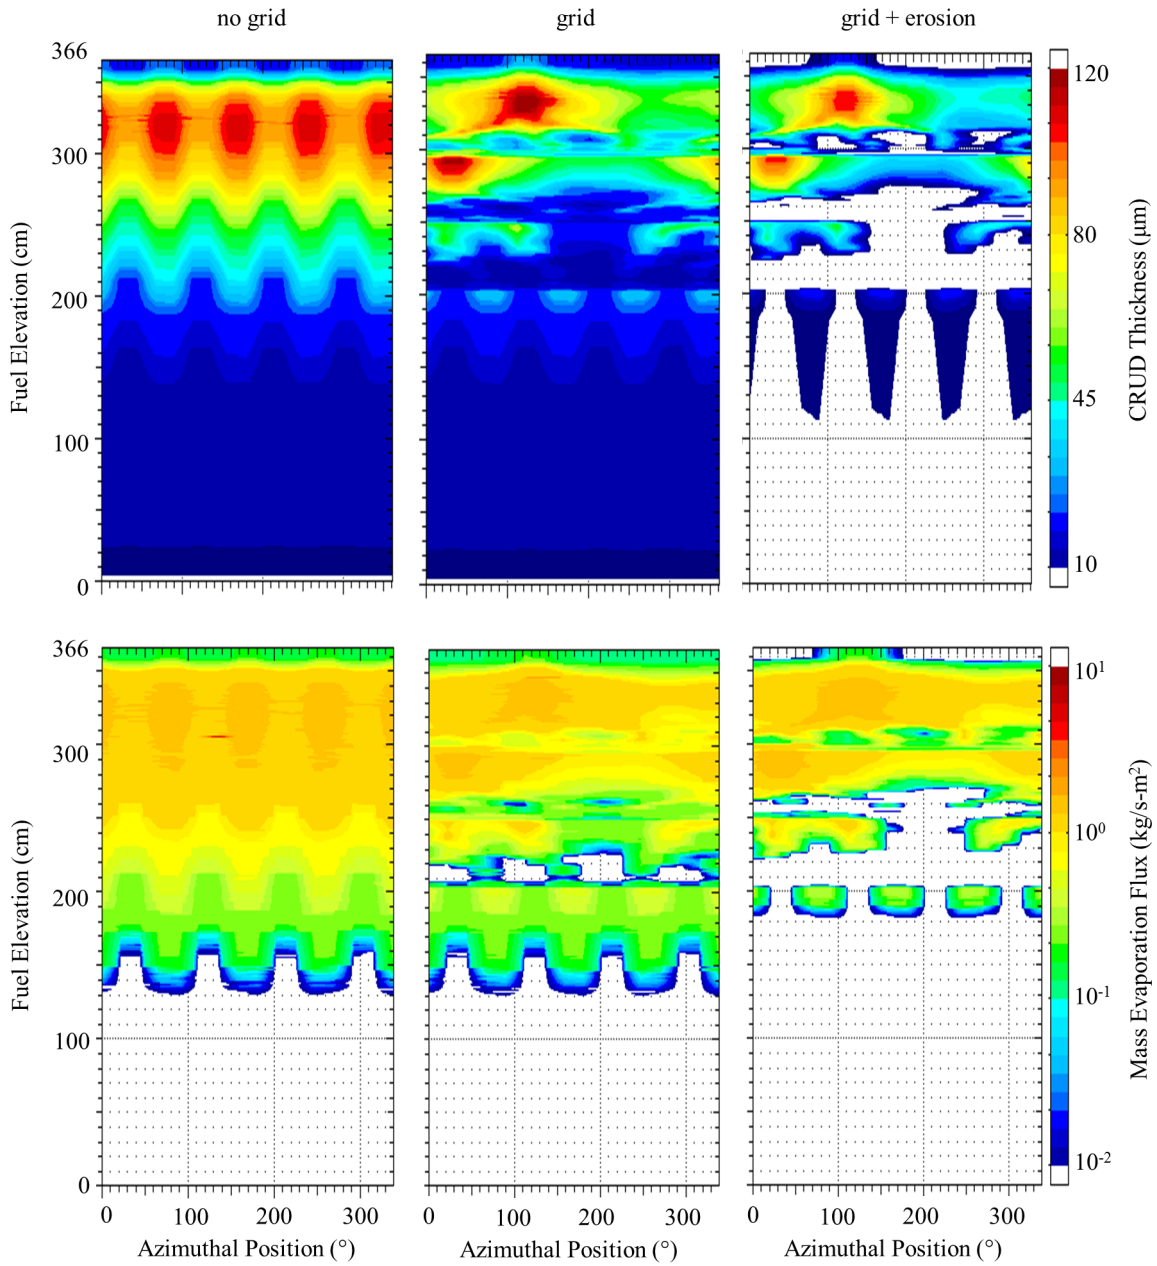 no grid grid grid + erosion
366
300
200
100
0
Fuel Elevation (cm)
120
80
45
10
CRUD Thickness (μm)
366
300
200
100
0
Fuel Elevation (cm)
10¹
10⁰
10⁻¹
10⁻²
Mass Evaporation Flux (kg/s-m²)
0 100 200 300 0 100 200 300 0 100 200 300
Azimuthal Position (°) Azimuthal Position (°) Azimuthal Position (°)